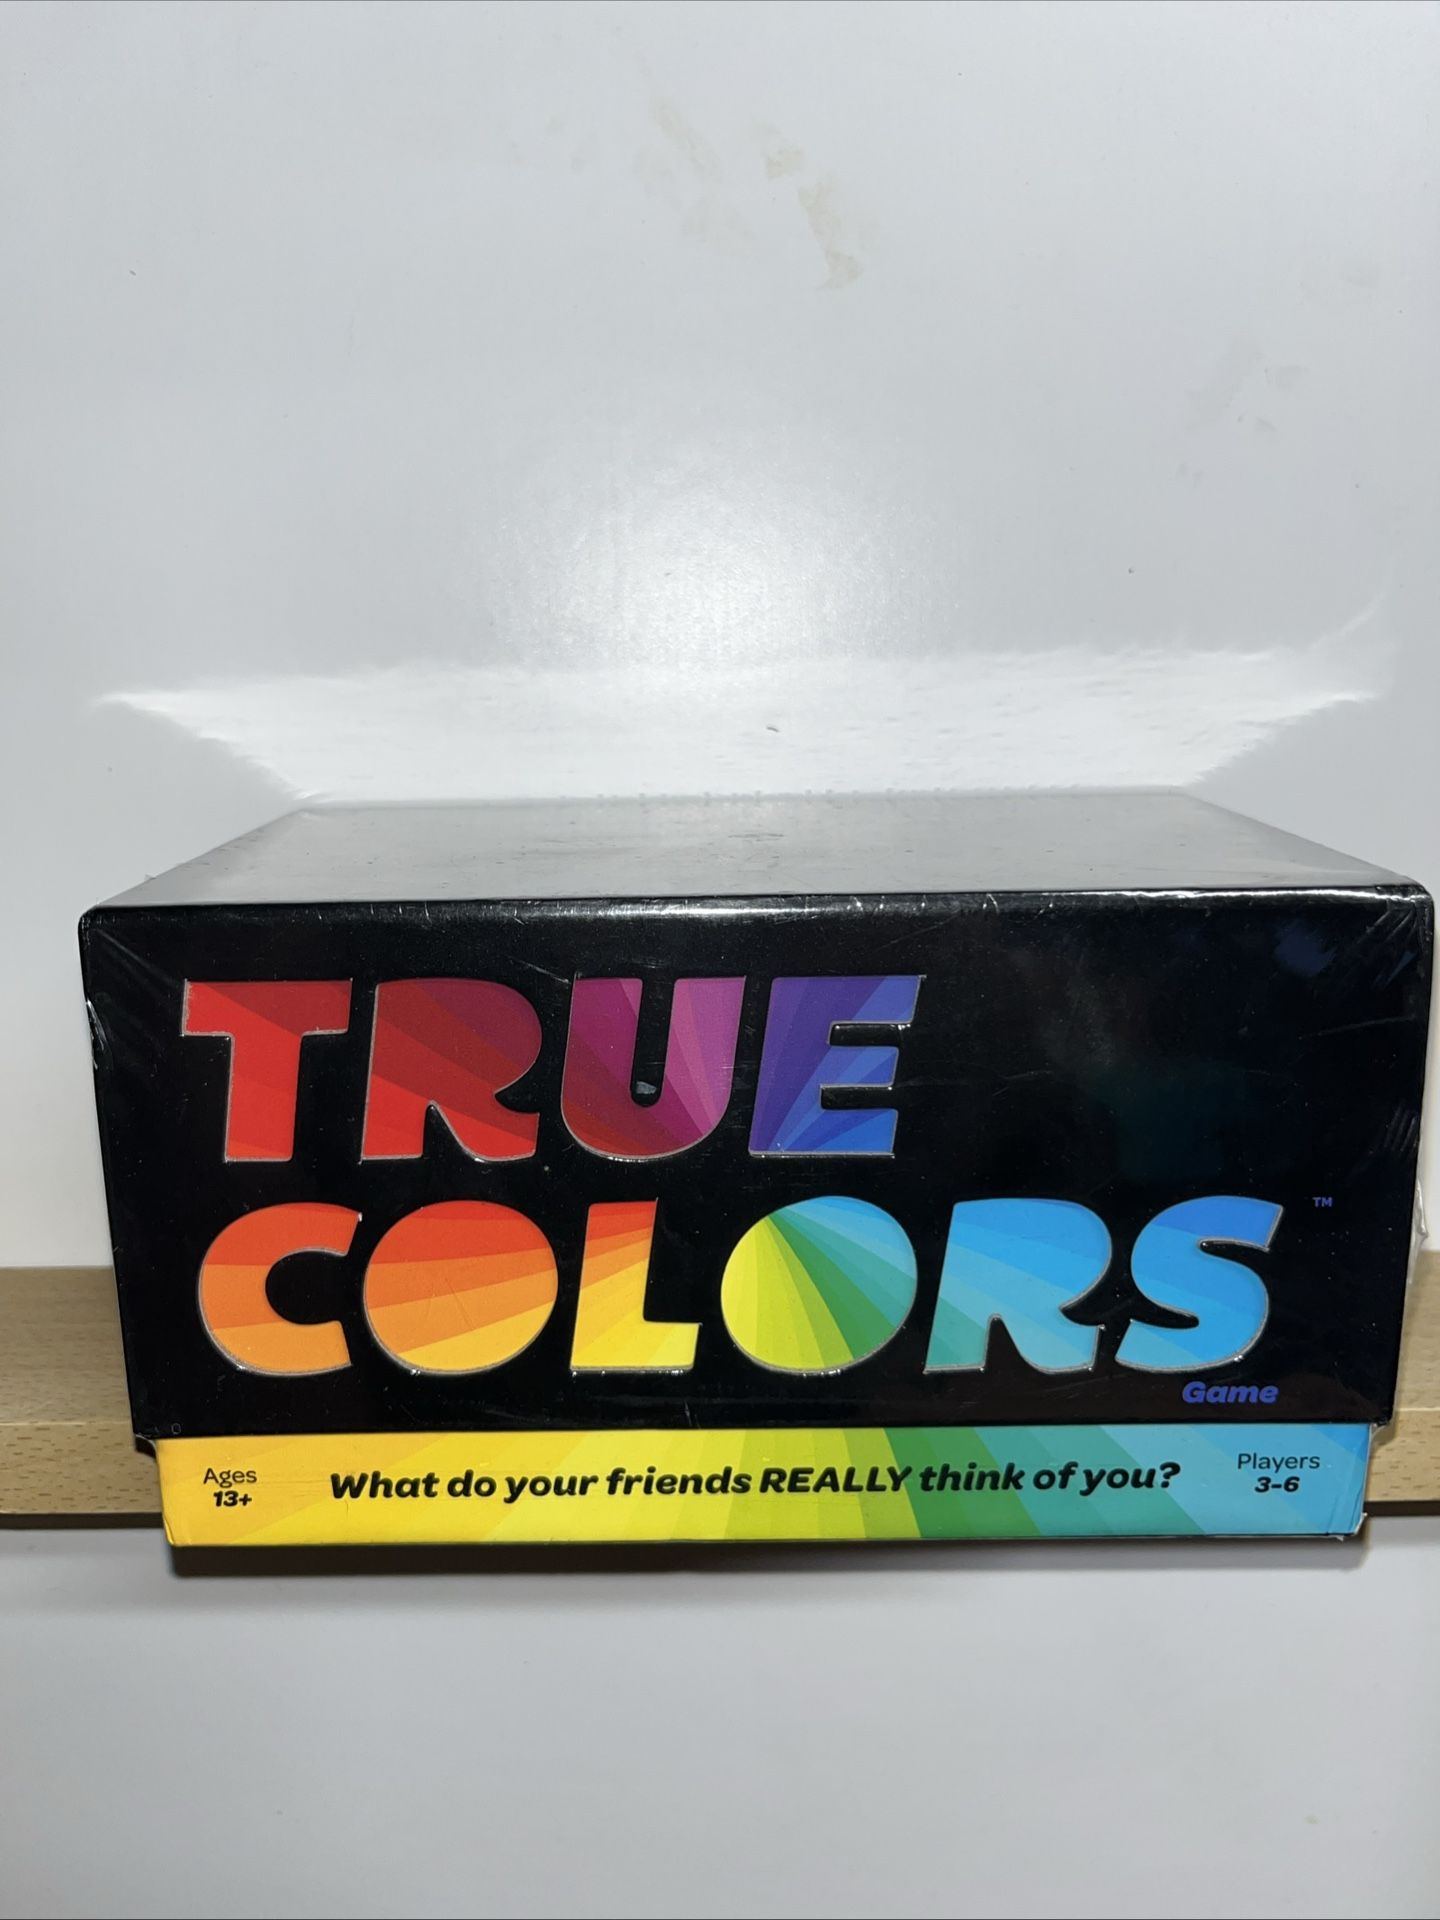 TRUE
COLORS™
Game
Ages
13+
What do your friends REALLY think of you?
Players
3-6